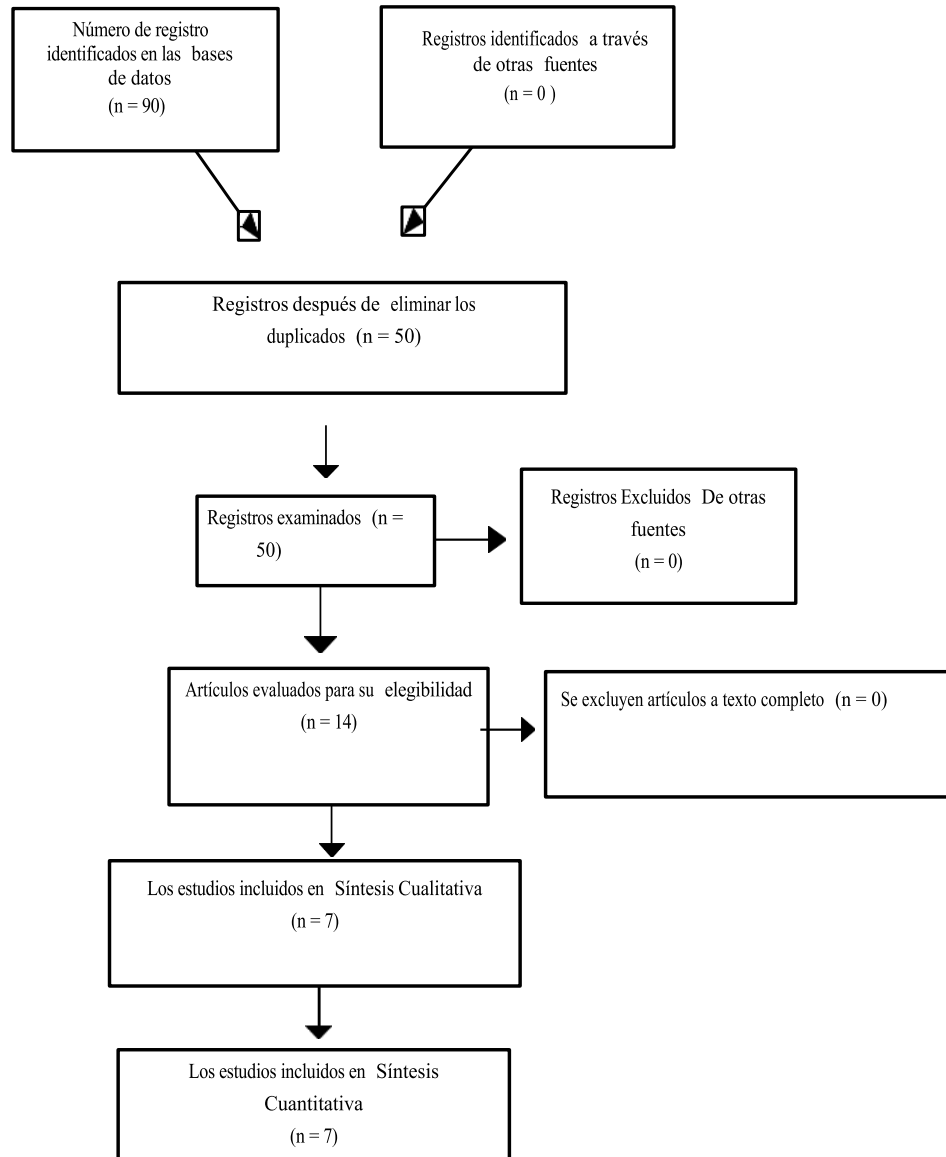 Número de registro
identificados en las bases
de datos
(n = 90)
Registros identificados a través
de otras fuentes
(n = 0 )
Registros después de eliminar los
duplicados (n = 50)
Registros examinados (n =
50)
Registros Excluidos De otras
fuentes
(n = 0)
Artículos evaluados para su elegibilidad
(n = 14)
Se excluyen artículos a texto completo (n = 0)
Los estudios incluidos en Síntesis Cualitativa
(n = 7)
Los estudios incluidos en Síntesis
Cuantitativa
(n = 7)